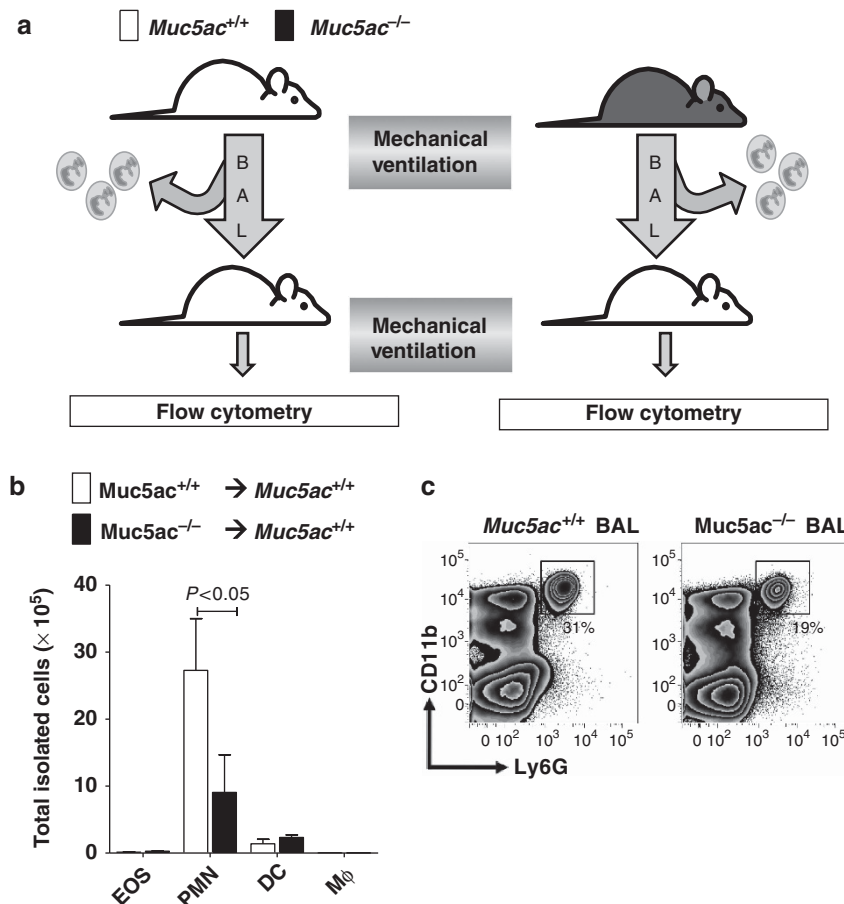 a
Muc5ac+/+ Muc5ac−/−
Mechanical
ventilation
B
A
L
B
A
L
Mechanical
ventilation
Flow cytometry
Flow cytometry
b
Muc5ac+/+ → Muc5ac+/+
Muc5ac−/− → Muc5ac+/+
Total isolated cells (× 10⁵)
40
30
20
10
0
P<0.05
EOS PMN DC Mϕ
c
Muc5ac+/+ BAL Muc5ac−/− BAL
CD11b
10⁵
10⁴
10³
10²
0
31%
0 10² 10³ 10⁴ 10⁵
10⁵
10⁴
10³
10²
0
19%
0 10² 10³ 10⁴ 10⁵
Ly6G